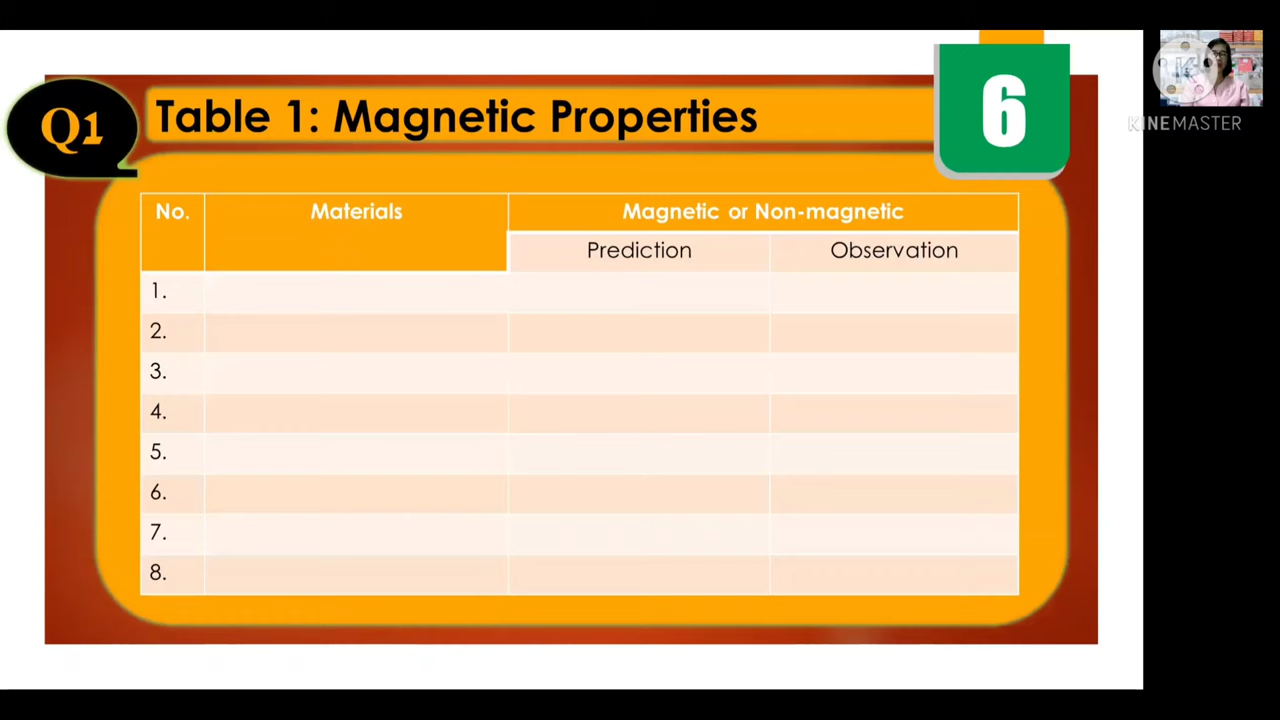 Q1
Table 1: Magnetic Properties
6
KINEMASTER
No. Materials Magnetic or Non-magnetic
Prediction Observation
1.
2.
3.
4.
5.
6.
7.
8.